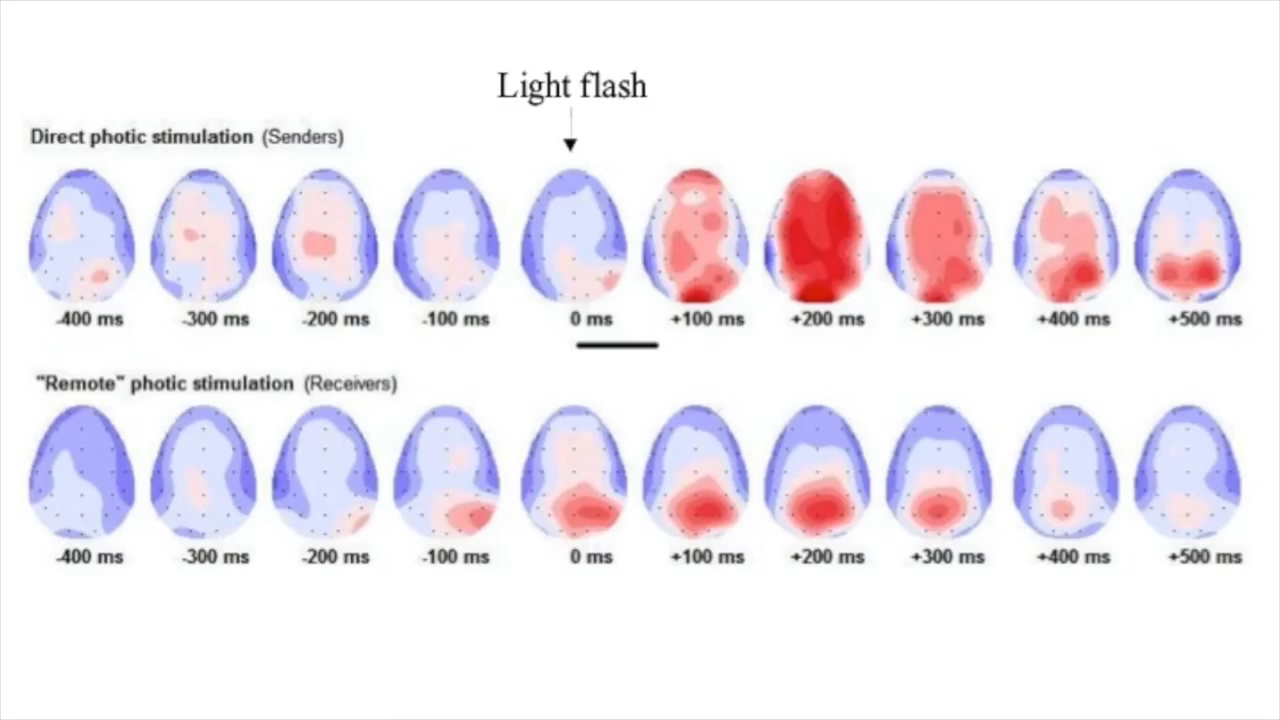 Light flash
Direct photic stimulation (Senders)
-400 ms -300 ms -200 ms -100 ms 0 ms +100 ms +200 ms +300 ms +400 ms +500 ms
"Remote" photic stimulation (Receivers)
-400 ms -300 ms -200 ms -100 ms 0 ms +100 ms +200 ms +300 ms +400 ms +500 ms